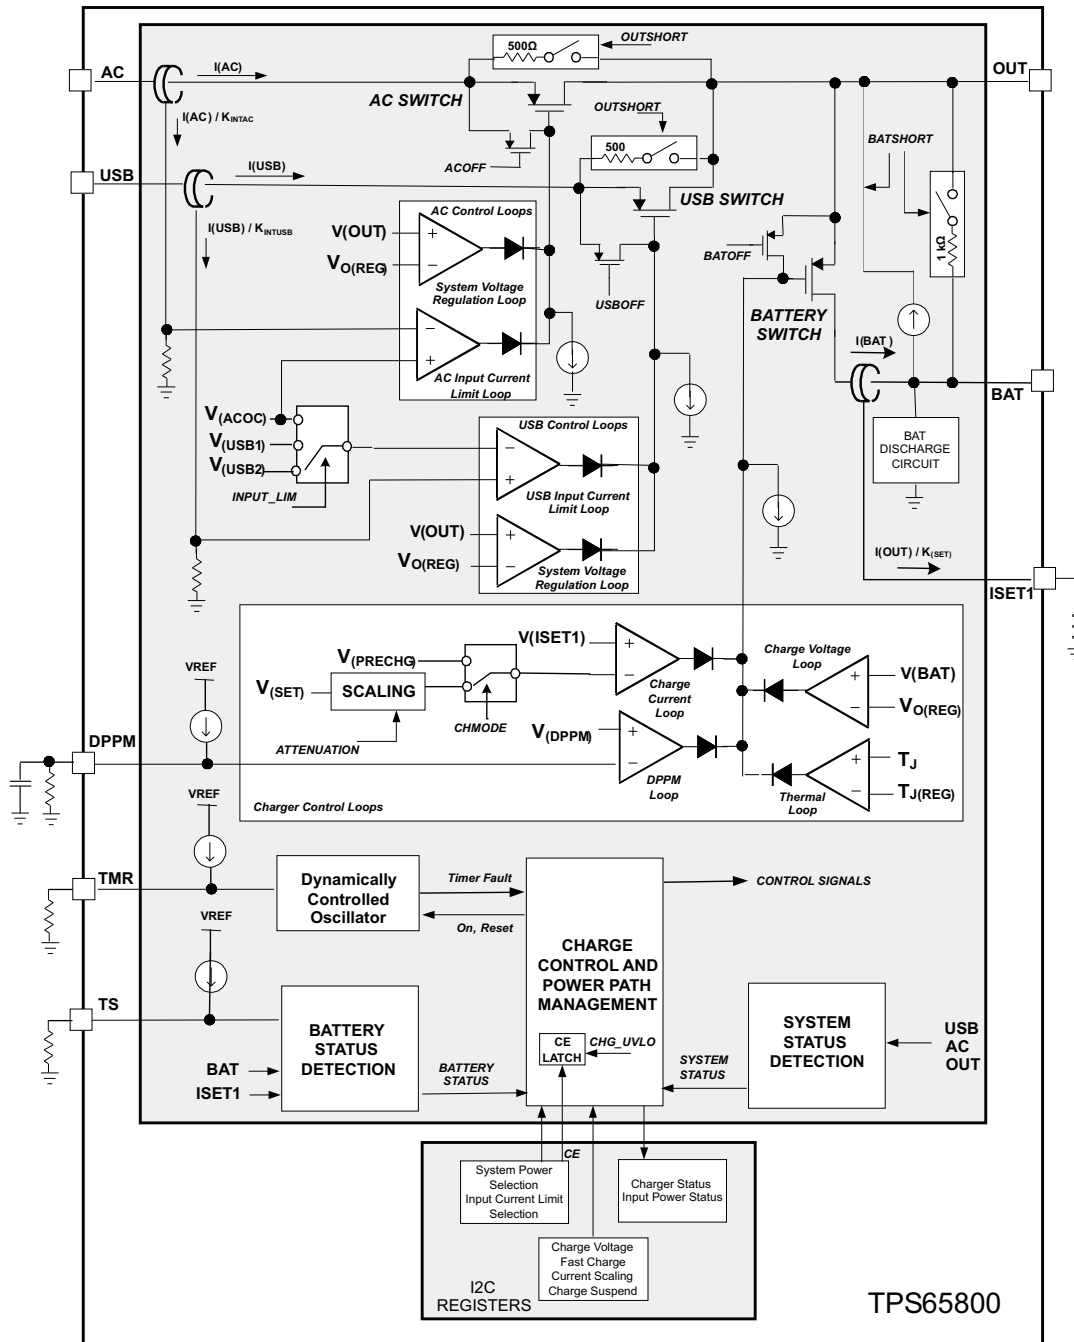 OUTSHORT
500Ω
AC
I(AC)
OUT
AC SWITCH
OUTSHORT
I(AC) / KINTAC
500
BATSHORT
ACOFF
USB
I(USB)
USB SWITCH
I(USB) / KINTUSB
AC Control Loops
V(OUT)
+
−
VO(REG)
System Voltage
Regulation Loop
USBOFF
BATOFF
1 kΩ
BATTERY
SWITCH
−
+
AC Input Current
Limit Loop
I(BAT)
BAT
V(ACOC)
V(USB1)
V(USB2)
INPUT_LIM
USB Control Loops
−
+
USB Input Current
Limit Loop
BAT
DISCHARGE
CIRCUIT
V(OUT)
VO(REG)
+
−
System Voltage
Regulation Loop
I(OUT) / K(SET)
ISET1
VREF
V(PRECHG)
V(SET)
SCALING
CHMODE
ATTENUATION
V(ISET1)
+
−
Charge
Current
Loop
Charge Voltage
Loop
+
−
V(BAT)
VO(REG)
DPPM
V(DPPM)
+
−
DPPM
Loop
+
−
TJ
TJ(REG)
Thermal
Loop
Charger Control Loops
VREF
TMR
Dynamically
Controlled
Oscillator
Timer Fault
On, Reset
CONTROL SIGNALS
VREF
CHARGE
CONTROL AND
POWER PATH
MANAGEMENT
TS
BATTERY
STATUS
DETECTION
BAT
ISET1
BATTERY
STATUS
CE
LATCH
CHG_UVLO
SYSTEM
STATUS
SYSTEM
STATUS
DETECTION
USB
AC
OUT
CE
System Power
Selection
Input Current Limit
Selection
Charger Status
Input Power Status
Charge Voltage
Fast Charge
Current Scaling
Charge Suspend
I2C
REGISTERS
TPS65800